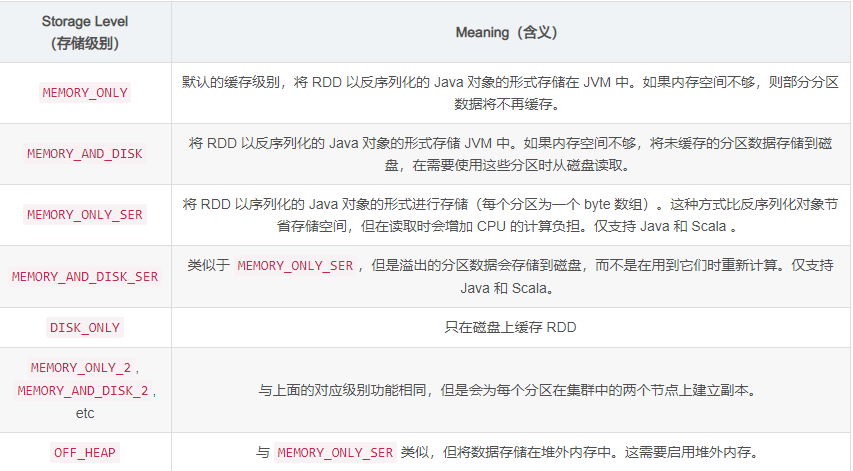 Storage Level
（存储级别）
Meaning（含义）
MEMORY_ONLY
默认的缓存级别，将 RDD 以反序列化的 Java 对象的形式存储在 JVM 中。如果内存空间不够，则部分分区
数据将不再缓存。
MEMORY_AND_DISK
将 RDD 以反序列化的 Java 对象的形式存储 JVM 中。如果内存空间不够，将未缓存的分区数据存储到磁
盘，在需要使用这些分区时从磁盘读取。
MEMORY_ONLY_SER
将 RDD 以序列化的 Java 对象的形式进行存储（每个分区为一个 byte 数组）。这种方式比反序列化对象节
省存储空间，但在读取时会增加 CPU 的计算负担。仅支持 Java 和 Scala 。
MEMORY_AND_DISK_SER
类似于 MEMORY_ONLY_SER ，但是溢出的分区数据会存储到磁盘，而不是在用到它们时重新计算。仅支持
Java 和 Scala。
DISK_ONLY
只在磁盘上缓存 RDD
MEMORY_ONLY_2 ,
MEMORY_AND_DISK_2 ,
etc
与上面的对应级别功能相同，但是会为每个分区在集群中的两个节点上建立副本。
OFF_HEAP
与 MEMORY_ONLY_SER 类似，但将数据存储在堆外内存中。这需要启用堆外内存。